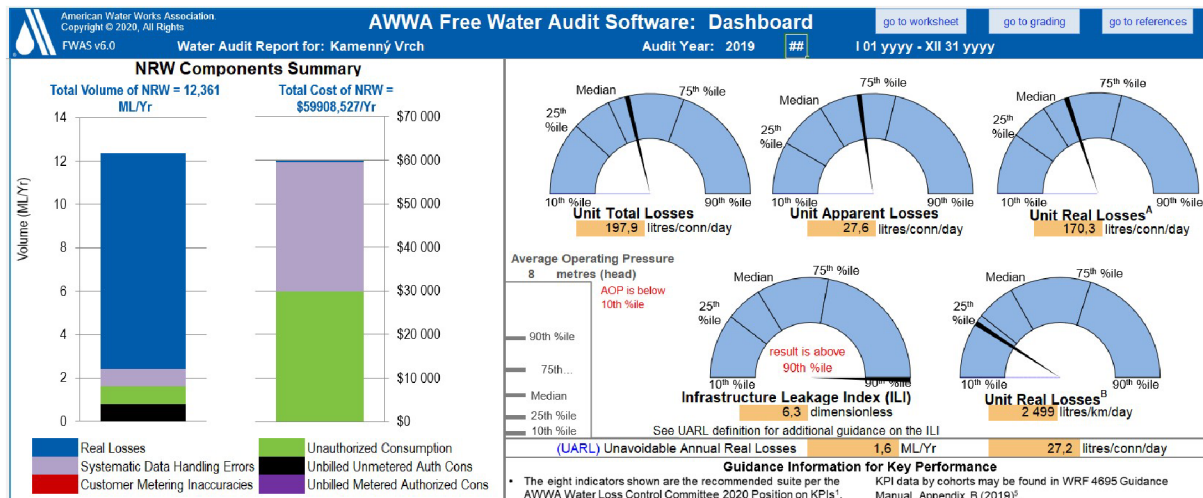 American Water Works Association.
Copyright © 2020, All Rights
FWAS v6.0
AWWA Free Water Audit Software: Dashboard
Water Audit Report for: Kamenný Vrch
Audit Year: 2019
##
I 01 yyyy - XII 31 yyyy
go to worksheet
go to grading
go to references
NRW Components Summary
Total Volume of NRW = 12,361
ML/Yr
Total Cost of NRW =
$59908,527/Yr
Volume (ML/Yr)
14
12
10
8
6
4
2
0
$70 000
$60 000
$50 000
$40 000
$30 000
$20 000
$10 000
$0
Real Losses
Systematic Data Handling Errors
Customer Metering Inaccuracies
Unauthorized Consumption
Unbilled Unmetered Auth Cons
Unbilled Metered Authorized Cons
10th %ile
25th
%ile
Median
75th %ile
90th %ile
Unit Total Losses
197,9 litres/conn/day
10th %ile
25th
%ile
Median
75th %ile
90th %ile
Unit Apparent Losses
27,6 litres/conn/day
10th %ile
25th
%ile
Median
75th %ile
90th %ile
Unit Real Losses A
170,3 litres/conn/day
Average Operating Pressure
8 metres (head)
AOP is below
10th %ile
90th %ile
75th...
Median
25th %ile
10th %ile
10th %ile
25th
%ile
Median
75th %ile
90th %ile
result is above
90th %ile
Infrastructure Leakage Index (ILI)
6,3 dimensionless
See UARL definition for additional guidance on the ILI
10th %ile
25th
%ile
Median
75th %ile
90th %ile
Unit Real Losses B
2 499 litres/km/day
(UARL) Unavoidable Annual Real Losses 1,6 ML/Yr 27,2 litres/conn/day
Guidance Information for Key Performance
• The eight indicators shown are the recommended suite per the
AWWA Water Loss Control Committee 2020 Position on KPIs¹.
KPI data by cohorts may be found in WRF 4695 Guidance
Manual, Appendix B (2019)⁵